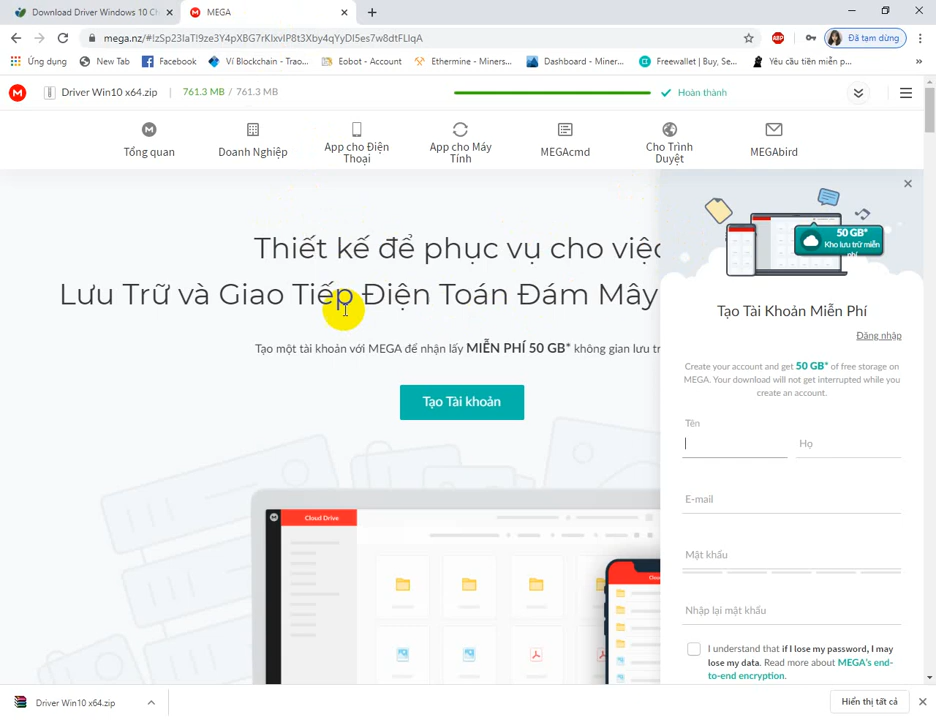 Download Driver Windows 10 Ch
MEGA
mega.nz/#!zSp23IaT!9ze3Y4pXBG7rKlxvIP8t3Xby4qYyDI5es7w8dtFLIqA
ABP
Đã tạm dừng
Ứng dụng
New Tab
Facebook
Ví Blockchain - Trao...
Eobot - Account
Ethermine - Miners...
Dashboard - Miner...
Freewallet | Buy, Se...
Yêu cầu tiền miễn p...
»
M
Driver Win10 x64.zip
761.3 MB / 761.3 MB
Hoàn thành
Tổng quan
Doanh Nghiệp
App cho Điện
Thoại
App cho Máy
Tính
MEGAcmd
Cho Trình
Duyệt
MEGAbird
Thiết kế để phục vụ cho việc
Lưu Trữ và Giao Tiếp Điện Toán Đám Mây
Tạo một tài khoản với MEGA để nhận lấy MIỄN PHÍ 50 GB* không gian lưu tr
Tạo Tài khoản
Cloud Drive
50 GB*
Kho lưu trữ miễn
phí
Tạo Tài Khoản Miễn Phí
Đăng nhập
Create your account and get 50 GB* of free storage on
MEGA. Your download will not get interrupted while you
create an account.
Tên
Họ
E-mail
Mật khẩu
Nhập lại mật khẩu
I understand that if I lose my password, I may
lose my data. Read more about MEGA's end-
to-end encryption.
Driver Win10 x64.zip
Hiển thị tất cả